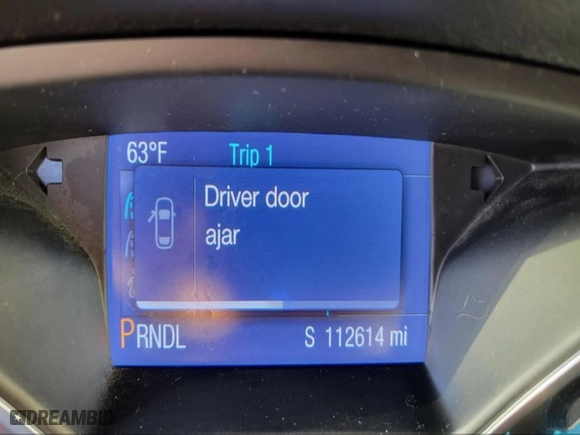 63°F Trip 1
Driver door
ajar
PRNDL S 112614 mi
DREAMBID